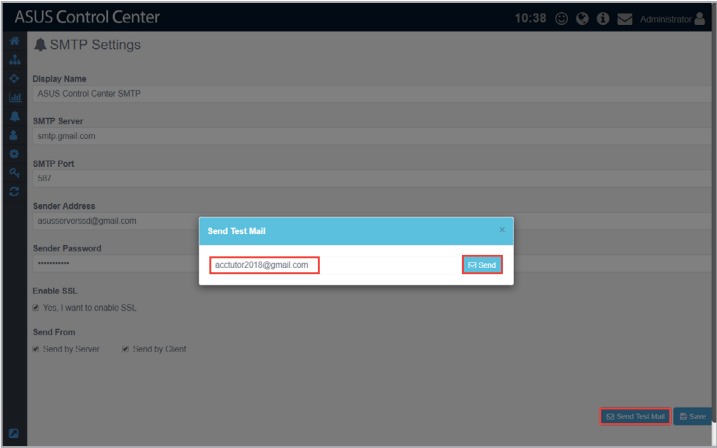 ASUS Control Center
10:38
Administrator
SMTP Settings
Display Name
ASUS Control Center SMTP
SMTP Server
smtp.gmail.com
SMTP Port
587
Sender Address
asusserverssd@gmail.com
Send Test Mail
×
Sender Password
***********
acctutor2018@gmail.com
Send
Enable SSL
Yes, I want to enable SSL
Send From
Send by Server
Send by Client
Send Test Mail
Save